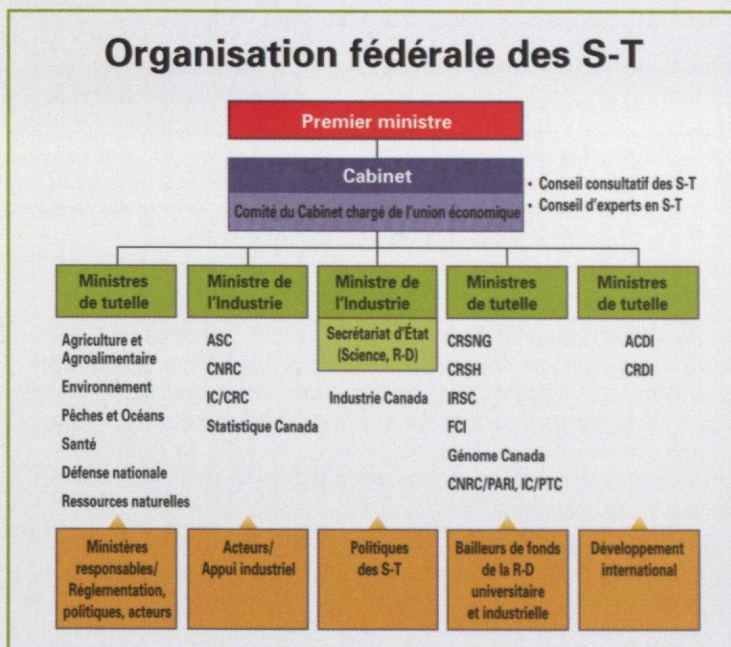 Organisation fédérale des S-T
Premier ministre
Cabinet
Comité du Cabinet chargé de l'union économique
• Conseil consultatif des S-T
• Conseil d'experts en S-T
Ministres
de tutelle
Agriculture et
Agroalimentaire
Environnement
Pêches et Océans
Santé
Défense nationale
Ressources naturelles
Ministères
responsables/
Réglementation,
politiques, acteurs
Ministre de
l'Industrie
ASC
CNRC
IC/CRC
Statistique Canada
Acteurs/
Appui industriel
Ministre de
l'Industrie
Secrétariat d'État
(Science, R-D)
Industrie Canada
Politiques
des S-T
Ministres
de tutelle
CRSNG
CRSH
IRSC
FCI
Génome Canada
CNRC/PARI, IC/PTC
Bailleurs de fonds
de la R-D
universitaire
et industrielle
Ministres
de tutelle
ACDI
CRDI
Développement
international